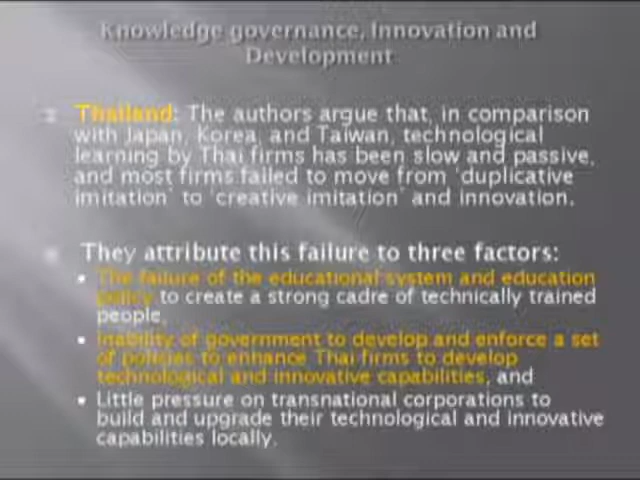 Knowledge governance, Innovation and
Development
Thailand: The authors argue that, in comparison
with Japan, Korea, and Taiwan, technological
learning by Thai firms has been slow and passive,
and most firms failed to move from 'duplicative
imitation' to 'creative imitation' and innovation.
They attribute this failure to three factors:
The failure of the educational system and education
policy to create a strong cadre of technically trained
people,
Inability of government to develop and enforce a set
of policies to enhance Thai firms to develop
technological and innovative capabilities, and
Little pressure on transnational corporations to
build and upgrade their technological and innovative
capabilities locally.